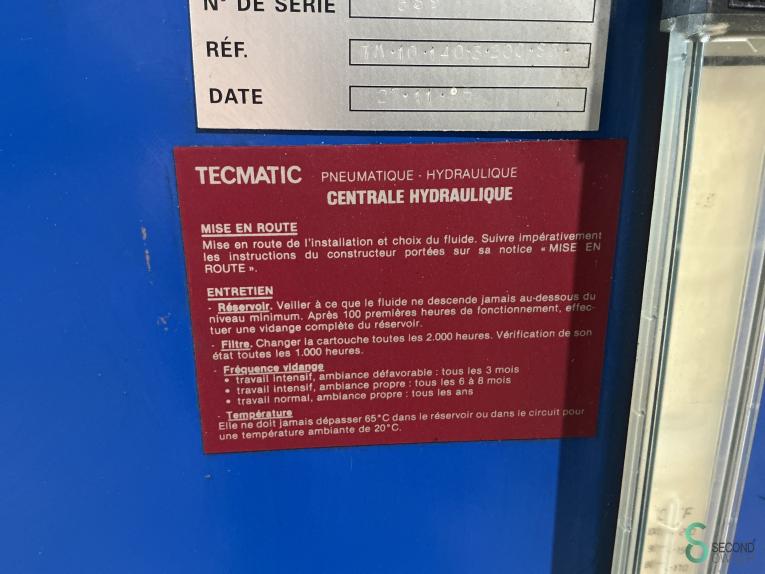 N° DE SERIE
RÉF.
DATE
TECMATIC PNEUMATIQUE - HYDRAULIQUE
CENTRALE HYDRAULIQUE
MISE EN ROUTE
Mise en route de l'installation et choix du fluide. Suivre impérativement
les instructions du constructeur portées sur sa notice « MISE EN
ROUTE ».
ENTRETIEN
- Réservoir. Veiller à ce que le fluide ne descende jamais au-dessous du
niveau minimum. Après 100 premières heures de fonctionnement, effec-
tuer une vidange complète du réservoir.
- Filtre. Changer la cartouche toutes les 2.000 heures. Vérification de son
état toutes les 1.000 heures.
- Fréquence vidange
• travail intensif, ambiance défavorable : tous les 3 mois
• travail intensif, ambiance propre : tous les 6 à 8 mois
• travail normal, ambiance propre : tous les ans
- Température
Elle ne doit jamais dépasser 65°C dans le réservoir ou dans le circuit pour
une température ambiante de 20°C.
SECOND